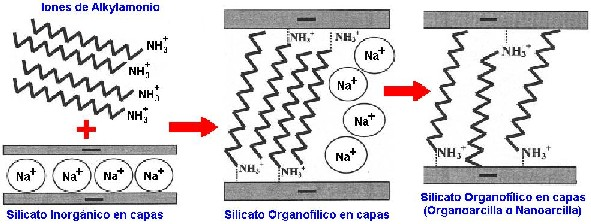 Iones de Alkylamonio
NH3+
NH3+
NH3+
NH3+
+
Na+ Na+ Na+ Na+
Silicato Inorgánico en capas
NH3+ NH3+
Na+
Na+
Na+
Na+
NH3+ NH3+
Silicato Organofílico en capas
NH3+
NH3+ NH3+
Silicato Organofílico en capas
(Organoarcilla o Nanoarcilla)